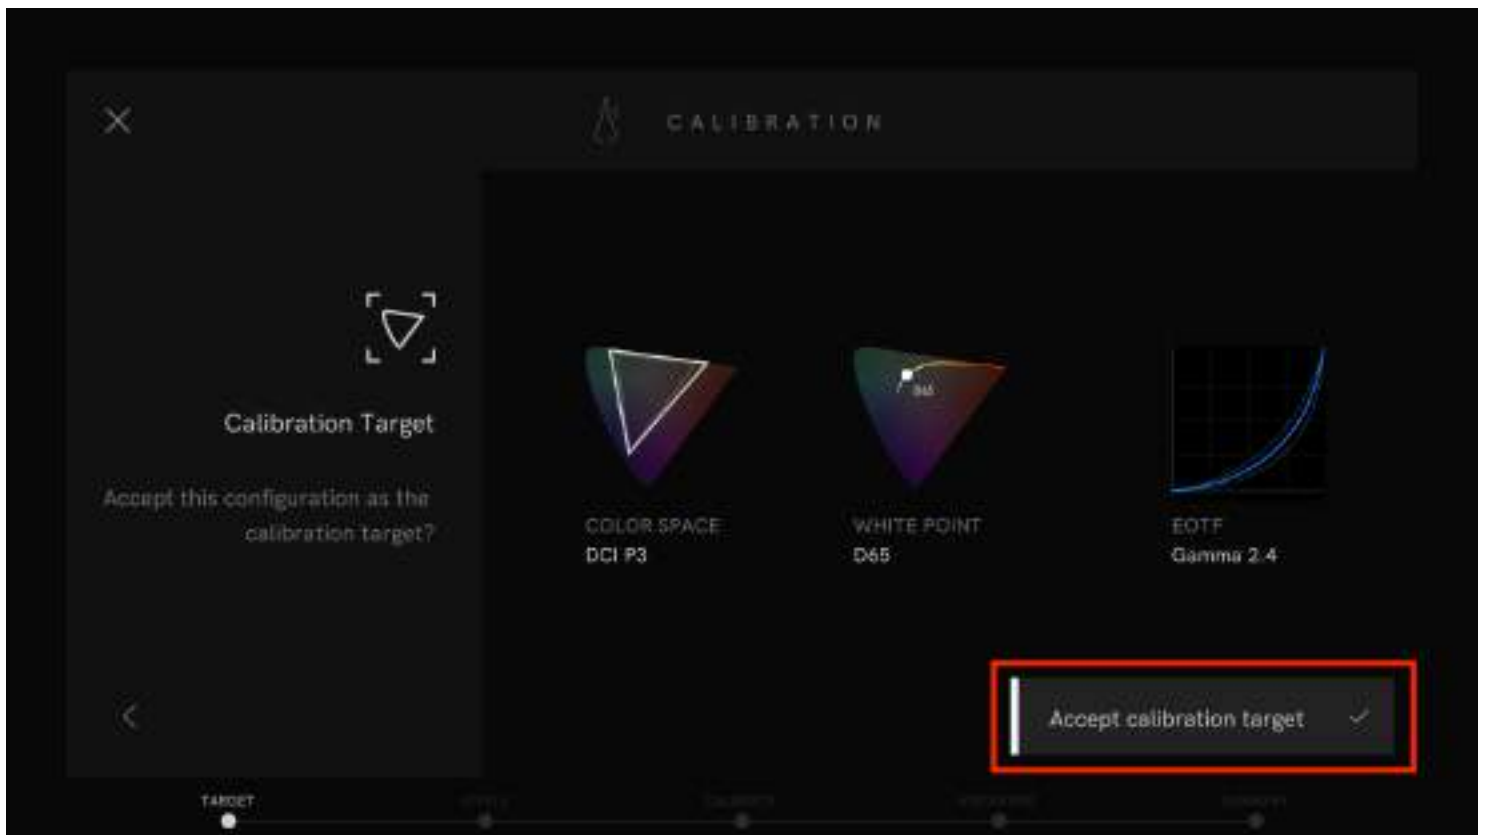 CALIBRATION
Calibration Target
Accept this configuration as the
calibration target?
D65
COLOR SPACE
DCI P3
WHITE POINT
D65
EOTF
Gamma 2.4
Accept calibration target
TARGET